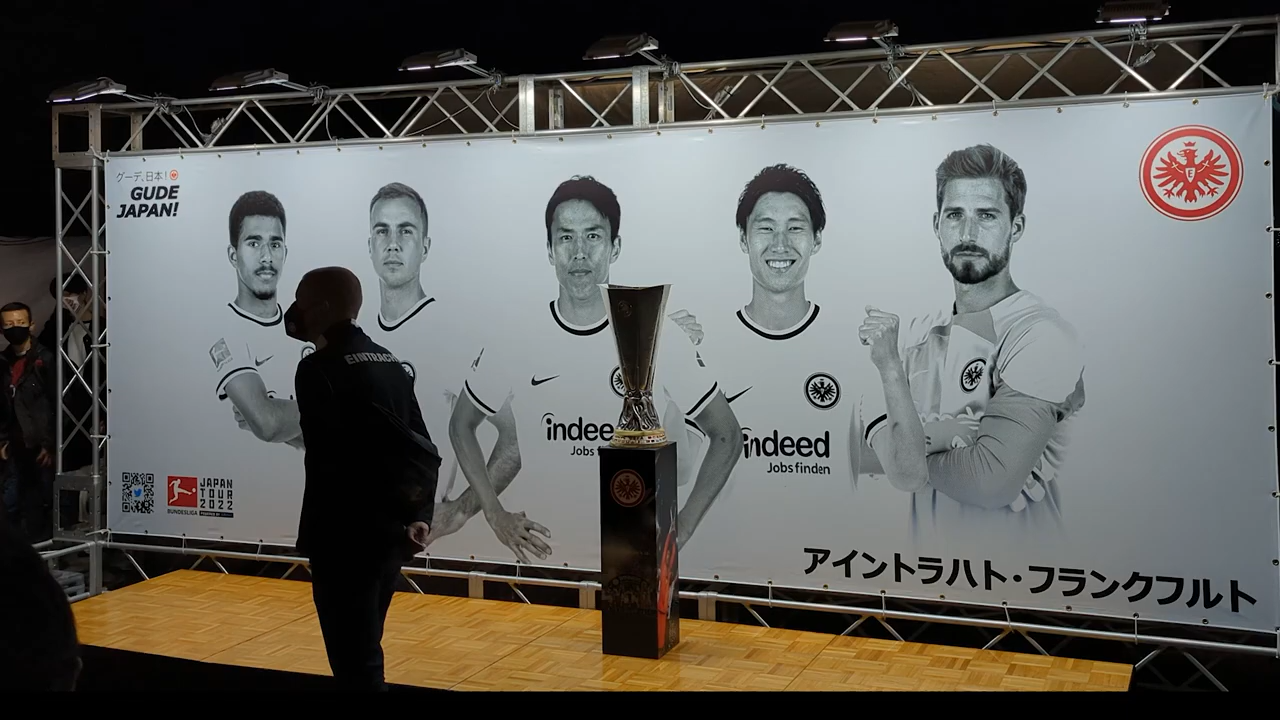 グーデ、日本!
GUDE
JAPAN!
EINTRACH
indeed
Jobs finden
indeed
Jobs finden
BUNDESLIGA
JAPAN
TOUR
2022
アイントラハト・フランクフルト